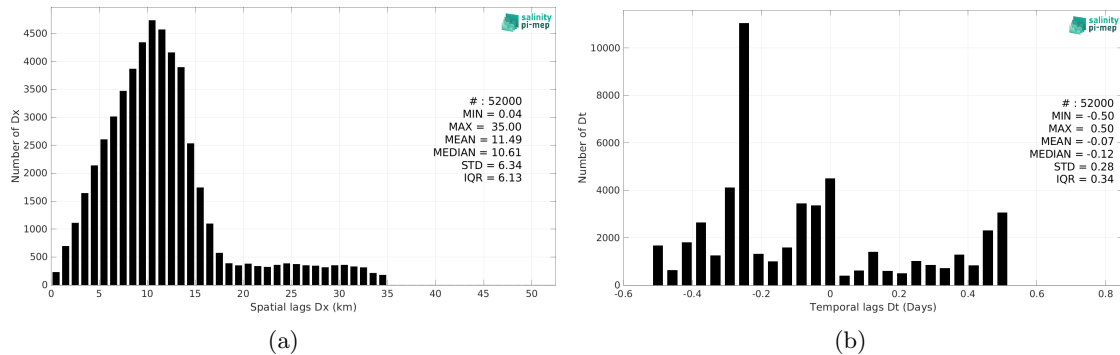 4500
4000
3500
3000
2500
2000
1500
1000
500
0
Number of Dx
salinity
pi-mep
# : 52000
MIN = 0.04
MAX = 35.00
MEAN = 11.49
MEDIAN = 10.61
STD = 6.34
IQR = 6.13
0 5 10 15 20 25 30 35 40 45 50
Spatial lags Dx (km)
(a)
10000
8000
6000
4000
2000
0
Number of Dt
salinity
pi-mep
# : 52000
MIN = -0.50
MAX = 0.50
MEAN = -0.07
MEDIAN = -0.12
STD = 0.28
IQR = 0.34
-0.6 -0.4 -0.2 0 0.2 0.4 0.6 0.8
Temporal lags Dt (Days)
(b)